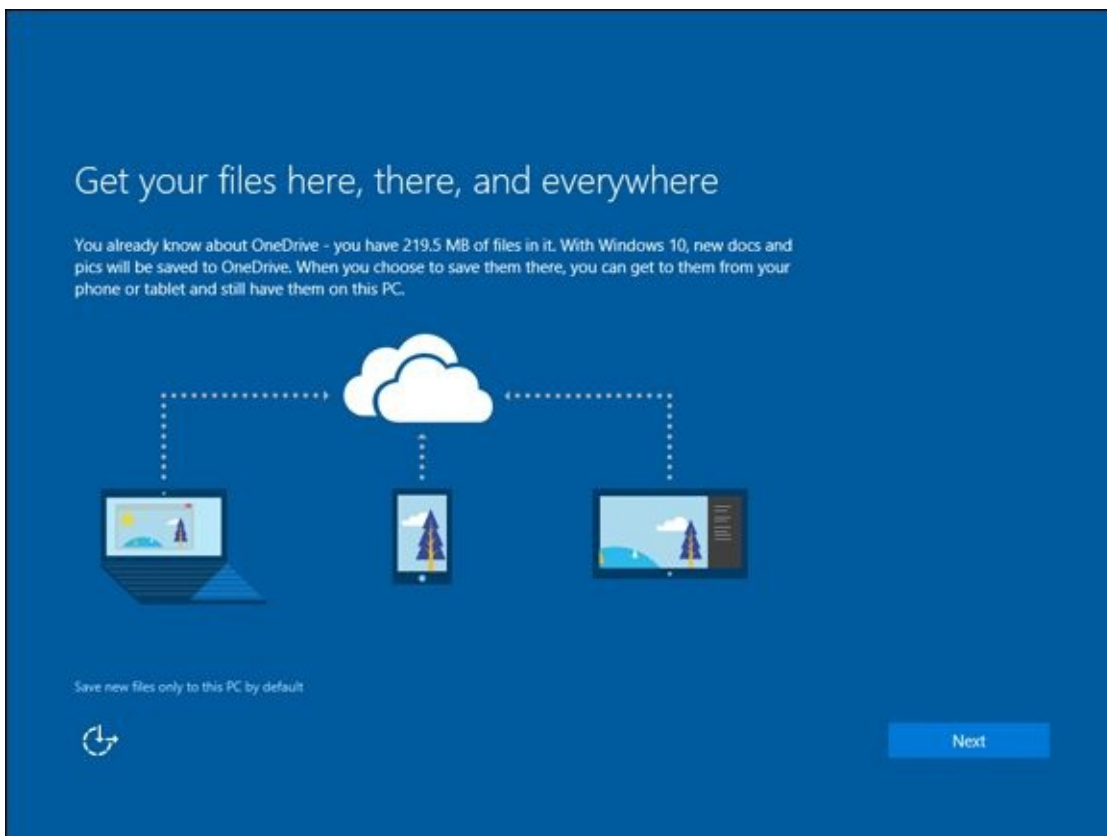 Get your files here, there, and everywhere
You already know about OneDrive - you have 219.5 MB of files in it. With Windows 10, new docs and
pics will be saved to OneDrive. When you choose to save them there, you can get to them from your
phone or tablet and still have them on this PC.
Save new files only to this PC by default
Next